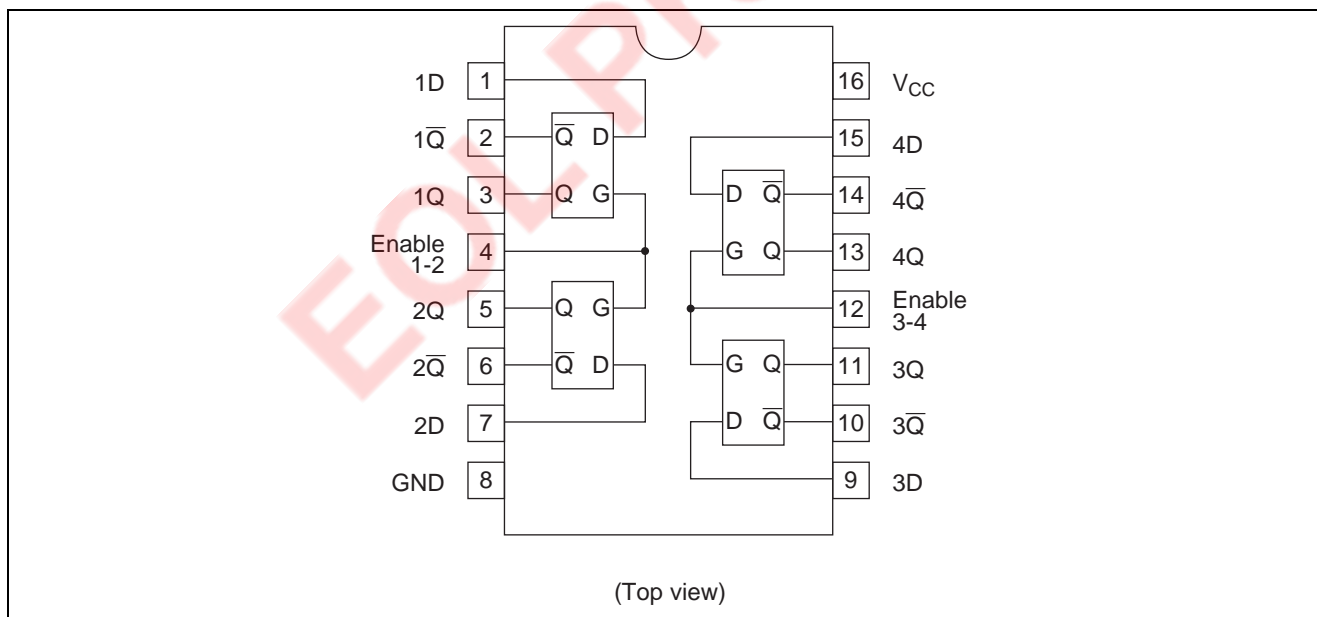 EOL Pr
1D 1
1Q̅ 2
1Q 3
Enable
1-2 4
2Q 5
2Q̅ 6
2D 7
GND 8
Q̅ D
Q G
Q G
Q̅ D
D Q̅
G Q
G Q
D Q̅
16 VCC
15 4D
14 4Q̅
13 4Q
12 Enable
3-4
11 3Q
10 3Q̅
9 3D
(Top view)